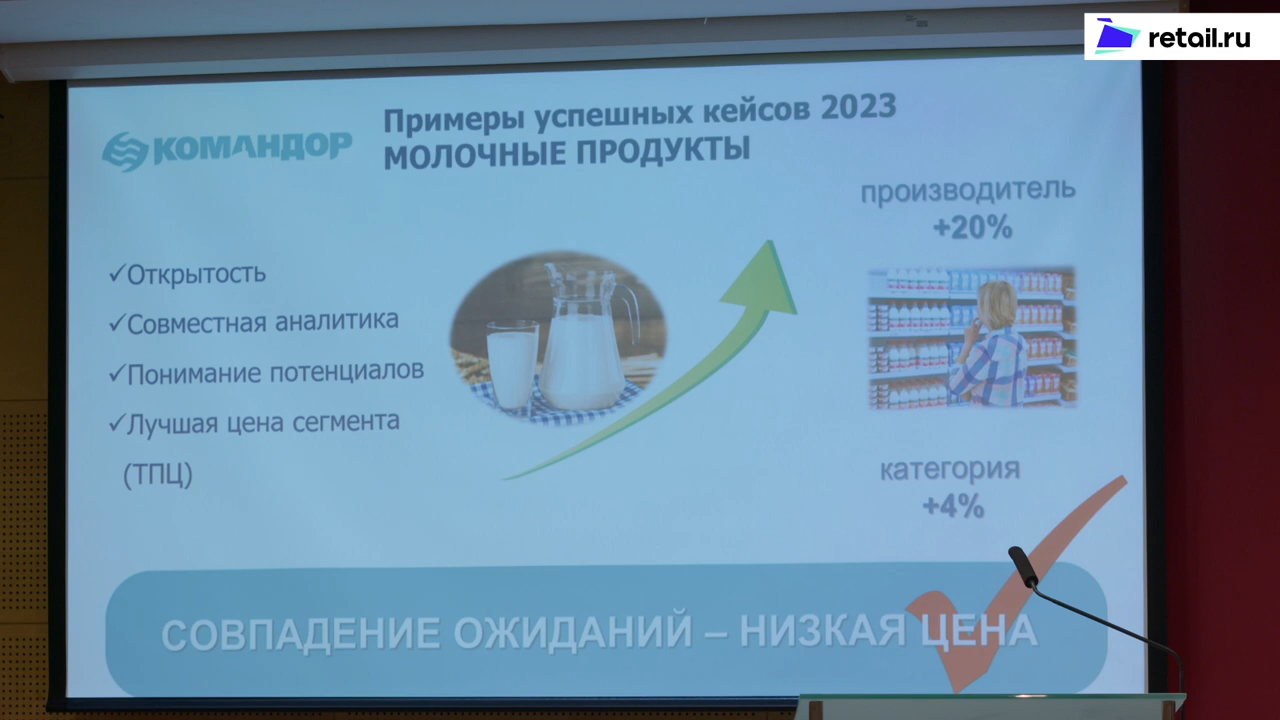 retail.ru
КОМАНДОР
Примеры успешных кейсов 2023
МОЛОЧНЫЕ ПРОДУКТЫ
производитель
+20%
✓Открытость
✓Совместная аналитика
✓Понимание потенциалов
✓Лучшая цена сегмента
(ТПЦ)
категория
+4%
СОВПАДЕНИЕ ОЖИДАНИЙ – НИЗКАЯ ЦЕНА